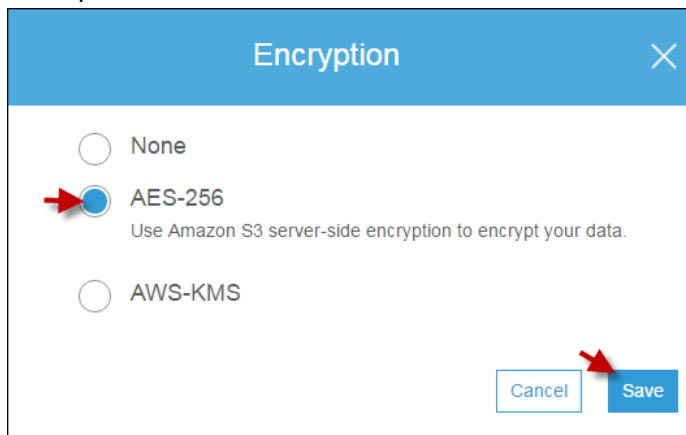 Encryption
None
AES-256
Use Amazon S3 server-side encryption to encrypt your data.
AWS-KMS
Cancel
Save